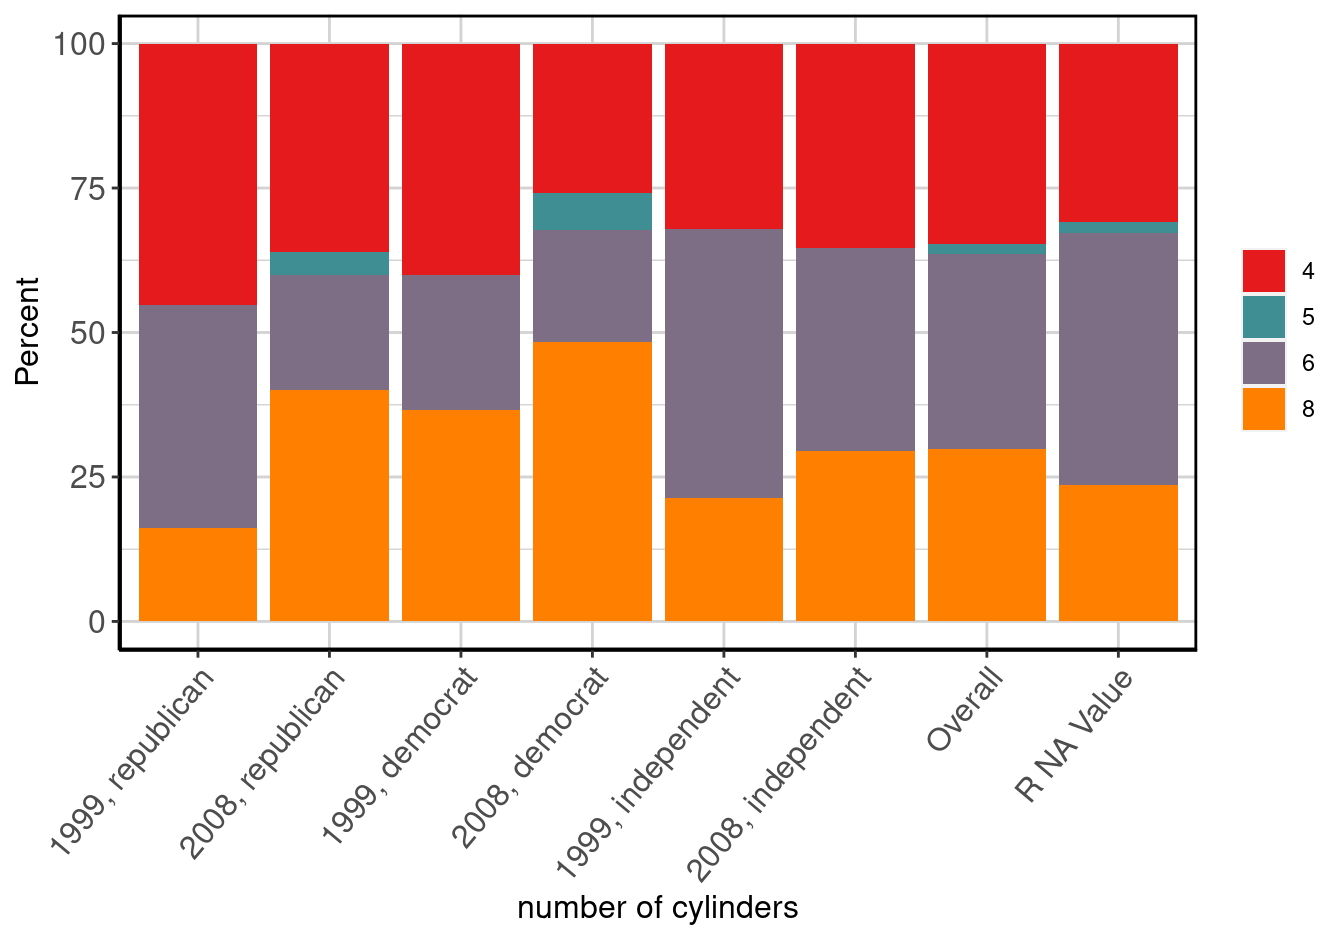 100
75
50
25
0
Percent
1999, republican
2008, republican
1999, democrat
2008, democrat
1999, independent
2008, independent
Overall
R NA Value
number of cylinders
4
5
6
8